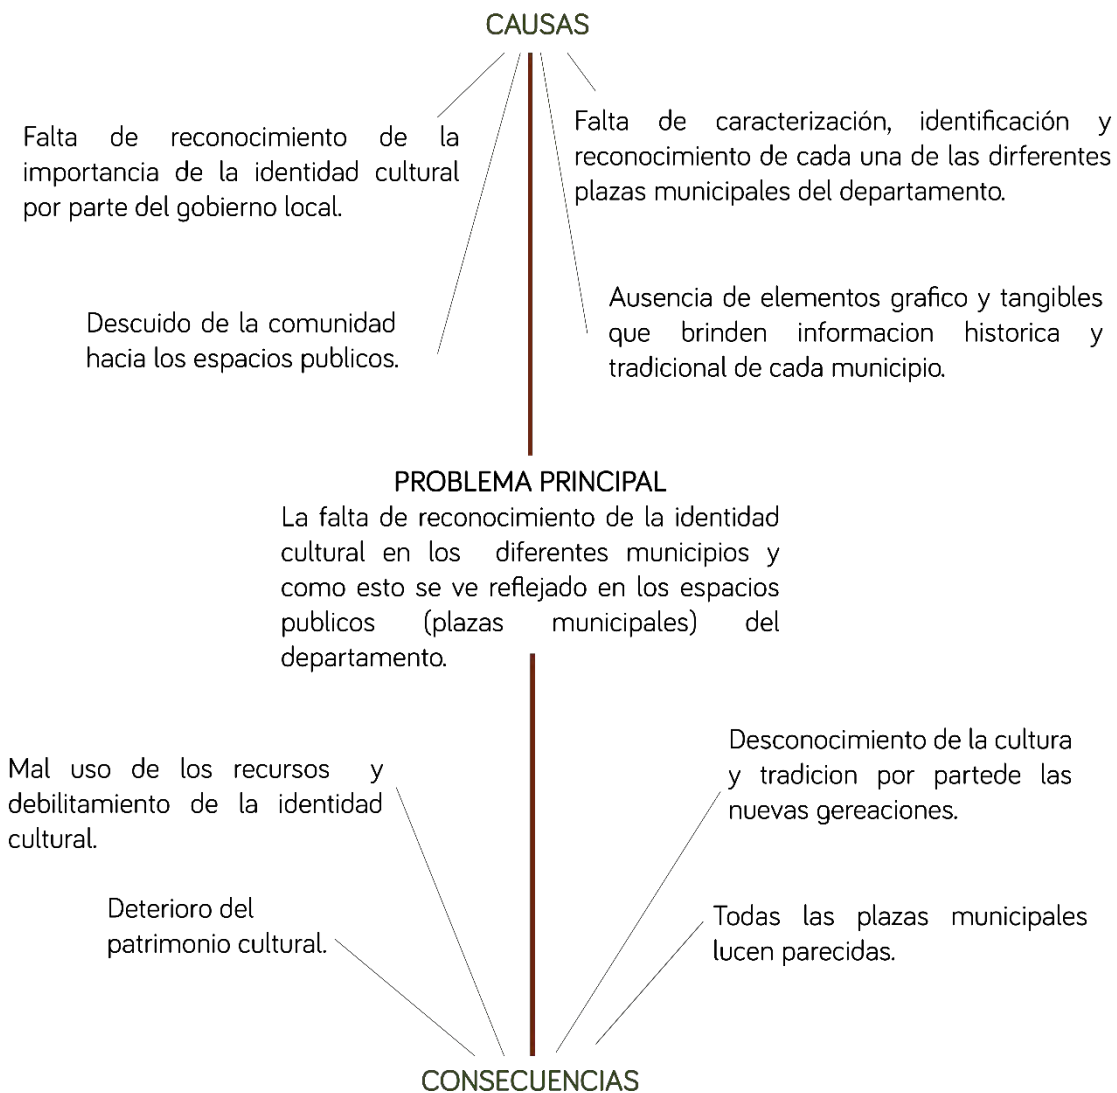 CAUSAS
Falta de reconocimiento de la
importancia de la identidad cultural
por parte del gobierno local.
Falta de caracterización, identificación y
reconocimiento de cada una de las dirferentes
plazas municipales del departamento.
Descuido de la comunidad
hacia los espacios publicos.
Ausencia de elementos grafico y tangibles
que brinden informacion historica y
tradicional de cada municipio.
PROBLEMA PRINCIPAL
La falta de reconocimiento de la identidad
cultural en los diferentes municipios y
como esto se ve reflejado en los espacios
publicos (plazas municipales) del
departamento.
Mal uso de los recursos y
debilitamiento de la identidad
cultural.
Desconocimiento de la cultura
y tradicion por partede las
nuevas gereaciones.
Deterioro del
patrimonio cultural.
Todas las plazas municipales
lucen parecidas.
CONSECUENCIAS